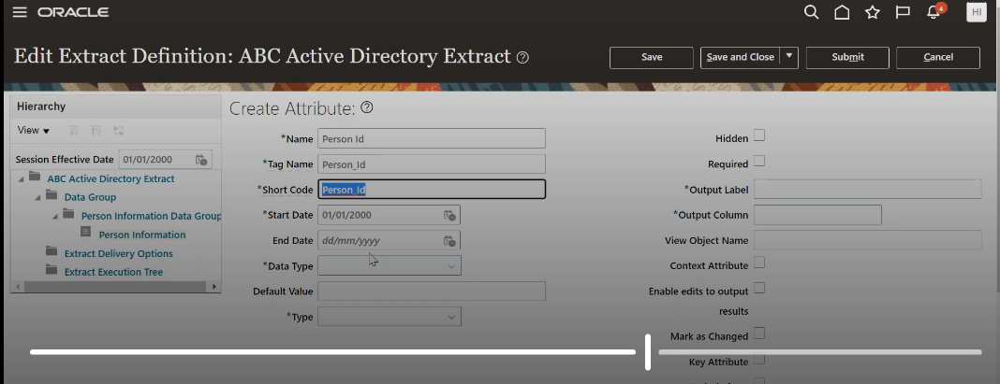 ORACLE
4
HI
Edit Extract Definition: ABC Active Directory Extract
Save
Save and Close
Submit
Cancel
Hierarchy
View
Session Effective Date 01/01/2000
ABC Active Directory Extract
Data Group
Person Information Data Group
Person Information
Extract Delivery Options
Extract Execution Tree
Create Attribute:
*Name Person Id
*Tag Name Person_Id
*Short Code Person_Id
*Start Date 01/01/2000
End Date dd/mm/yyyy
*Data Type
Default Value
*Type
Hidden
Required
*Output Label
*Output Column
View Object Name
Context Attribute
Enable edits to output
results
Mark as Changed
Key Attribute